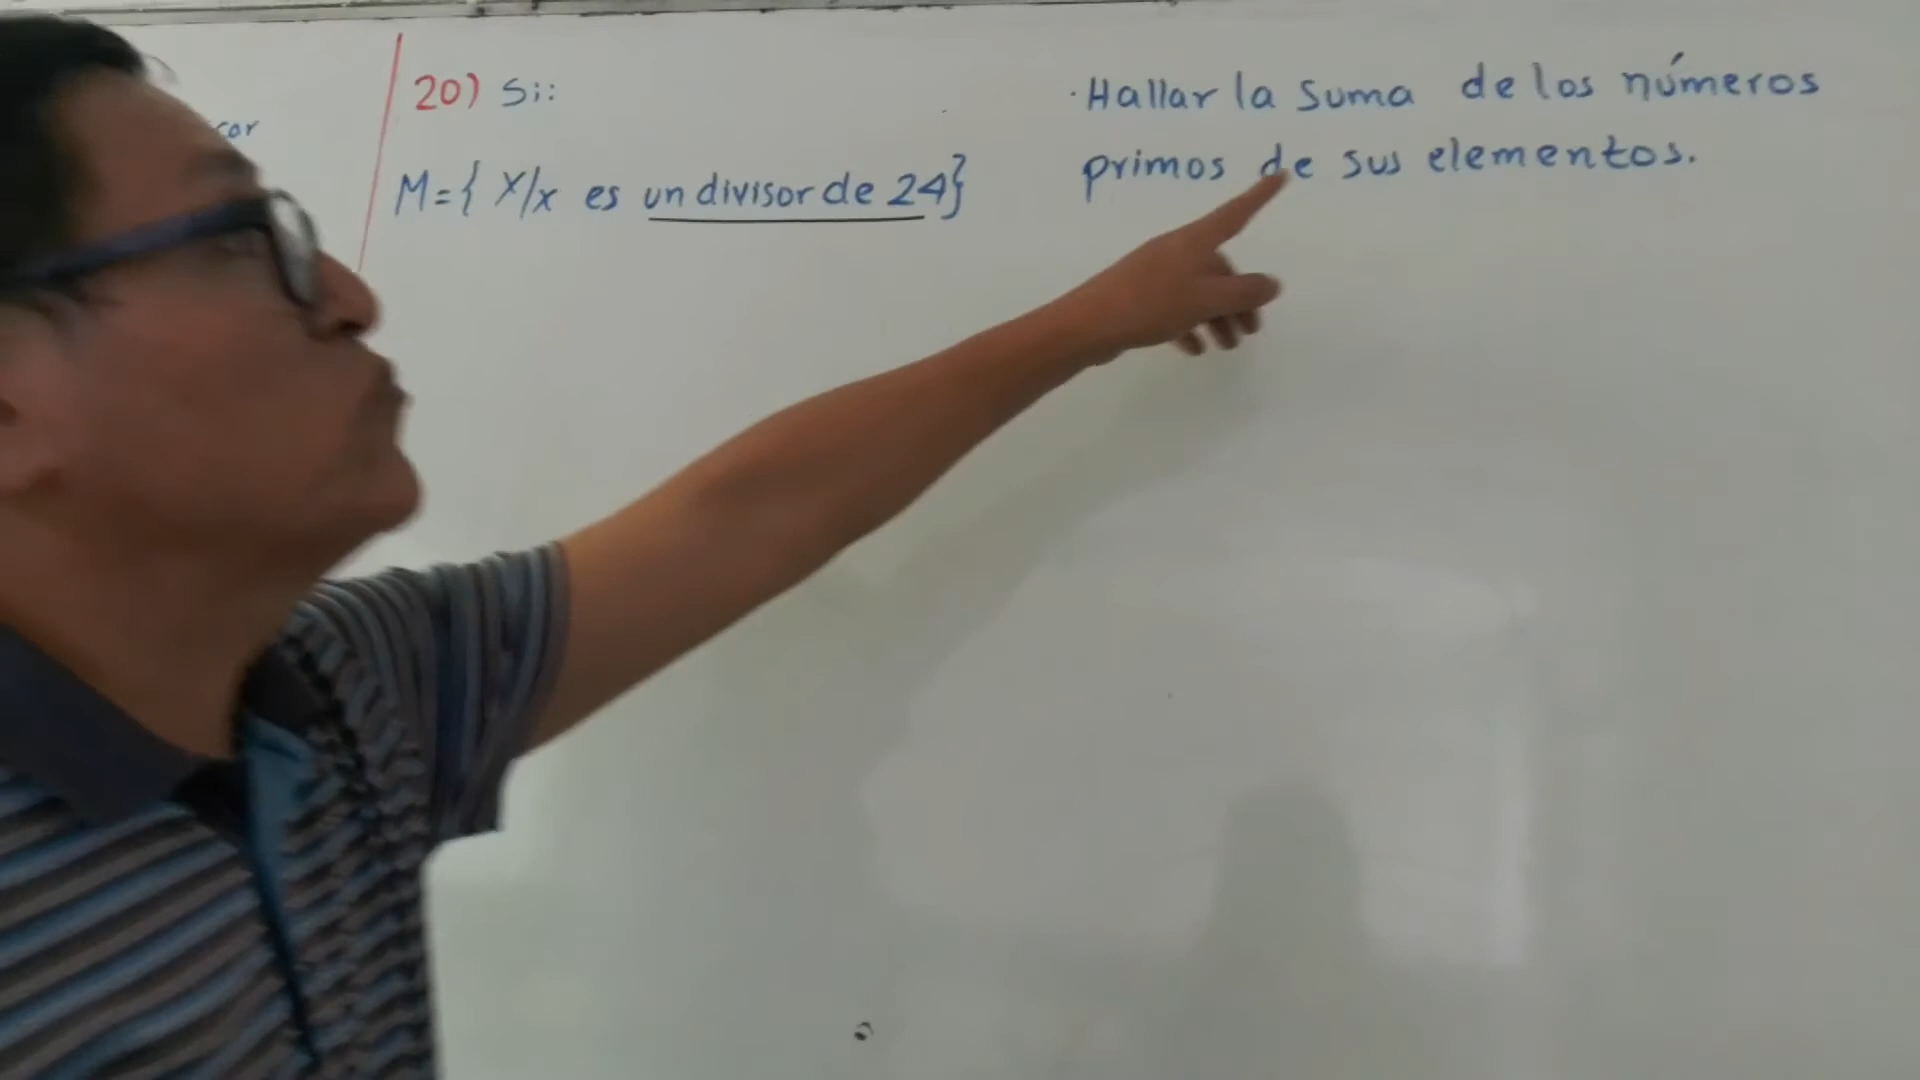 20) Si:
M={ X/x es un divisor de 24}
· Hallar la suma de los números
primos de sus elementos.